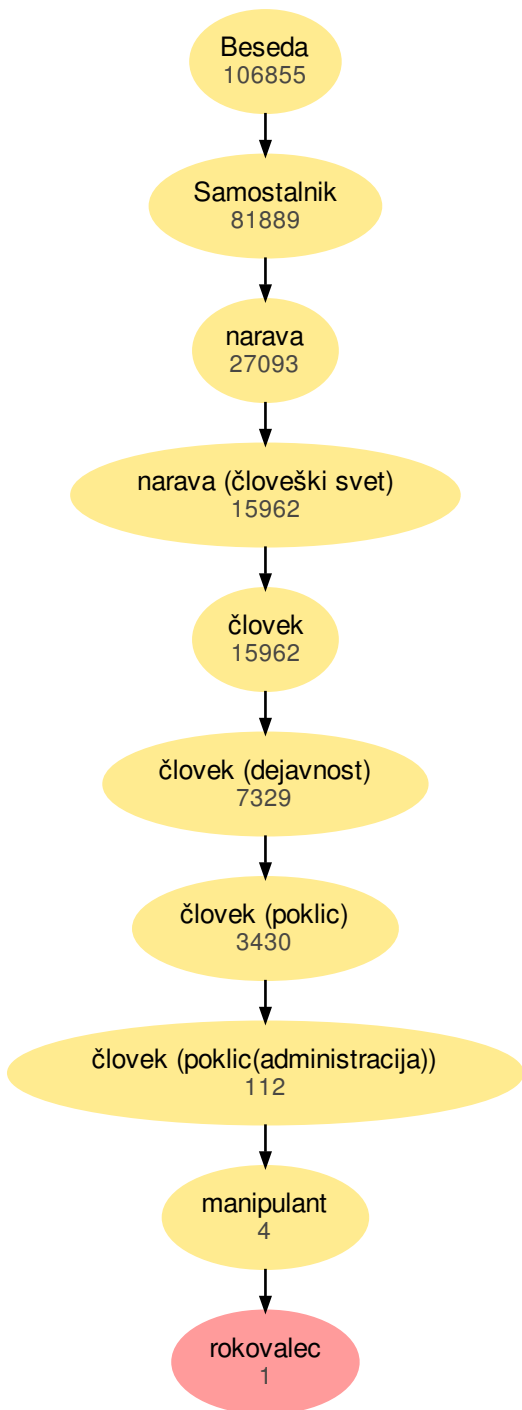 Beseda
106855
Samostalnik
81889
narava
27093
narava (človeški svet)
15962
človek
15962
človek (dejavnost)
7329
človek (poklic)
3430
človek (poklic(administracija))
112
manipulant
4
rokovalec
1